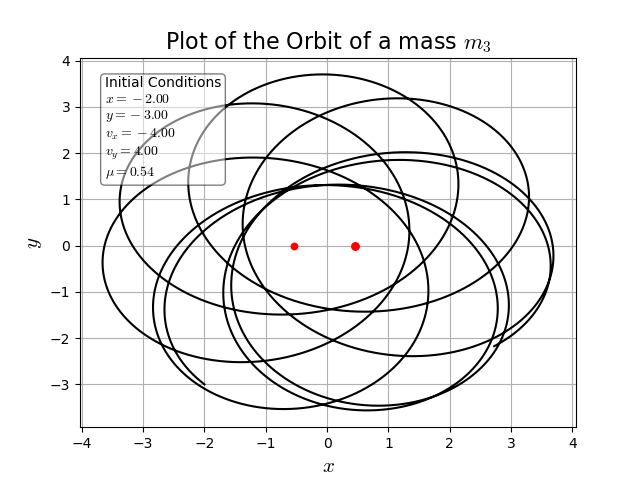 Plot of the Orbit of a mass m₃
Initial Conditions
x = −2.00
y = −3.00
vₓ = −4.00
v_y = 4.00
μ = 0.54
4
3
2
1
0
−1
−2
−3
y
−4 −3 −2 −1 0 1 2 3 4
x